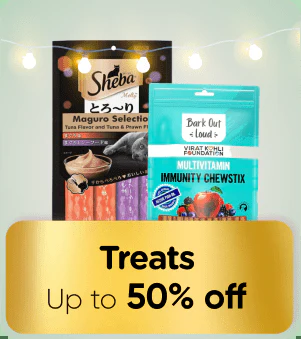 Sheba
Melty
とろ〜り
Maguro Selection
Tuna Flavor and Tuna & Prawn Fl
Bark Out
Loud
VIRAT KOHLI
FOUNDATION
MULTIVITAMIN
IMMUNITY CHEWSTIX
Treats
Up to 50% off